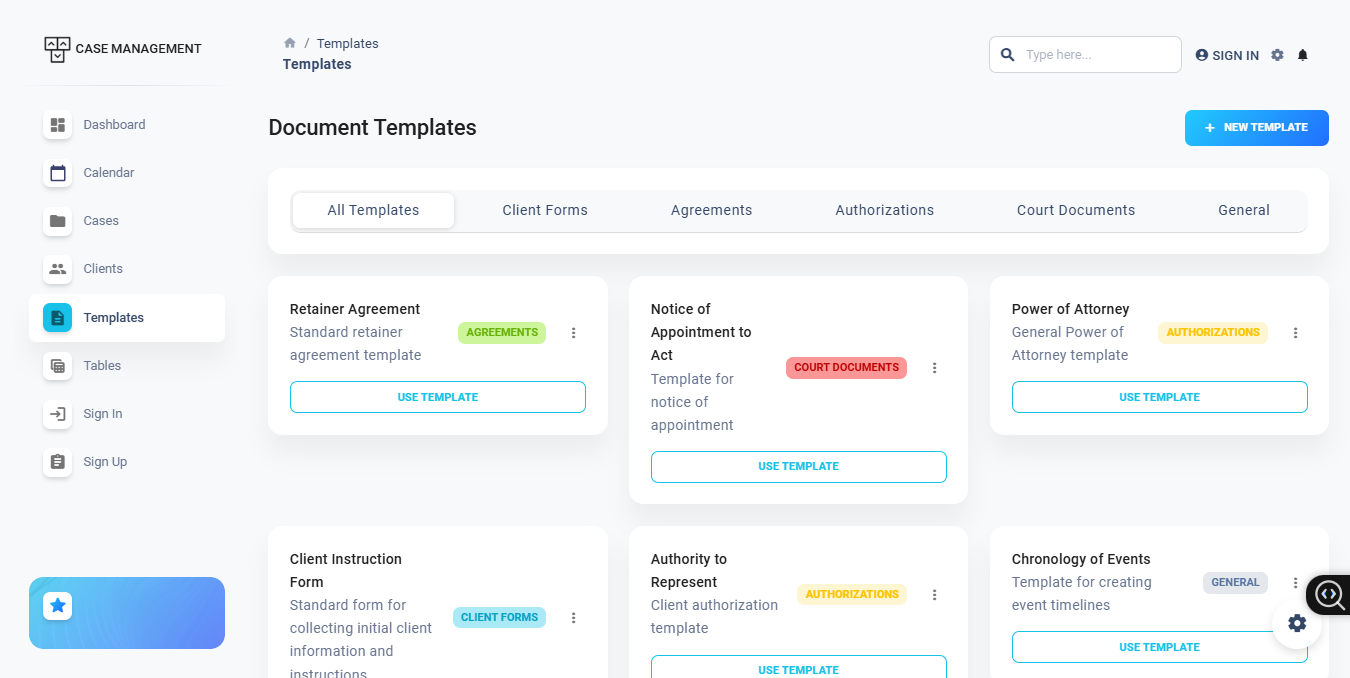 CASE MANAGEMENT
Dashboard
Calendar
Cases
Clients
Templates
Tables
Sign In
Sign Up
/ Templates
Templates
Type here...
SIGN IN
Document Templates
+ NEW TEMPLATE
All Templates
Client Forms
Agreements
Authorizations
Court Documents
General
Retainer Agreement
Standard retainer
agreement template
AGREEMENTS
USE TEMPLATE
Notice of
Appointment to
Act
Template for
notice of
appointment
COURT DOCUMENTS
USE TEMPLATE
Power of Attorney
General Power of
Attorney template
AUTHORIZATIONS
USE TEMPLATE
Client Instruction
Form
Standard form for
collecting initial client
information and
instructions
CLIENT FORMS
Authority to
Represent
Client authorization
template
AUTHORIZATIONS
USE TEMPLATE
Chronology of Events
Template for creating
event timelines
GENERAL
USE TEMPLATE